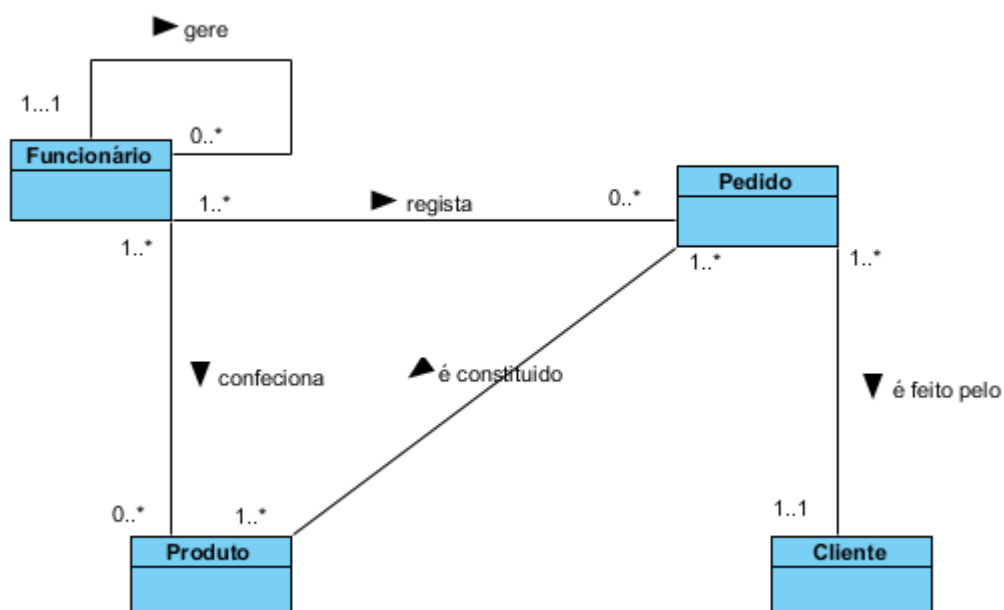 gere
1...1
0..*
Funcionário
Pedido
1..*
regista
0..*
1..*
1..*
1..*
confeciona
é constituido
é feito pelo
0..*
1..*
1..1
Produto
Cliente